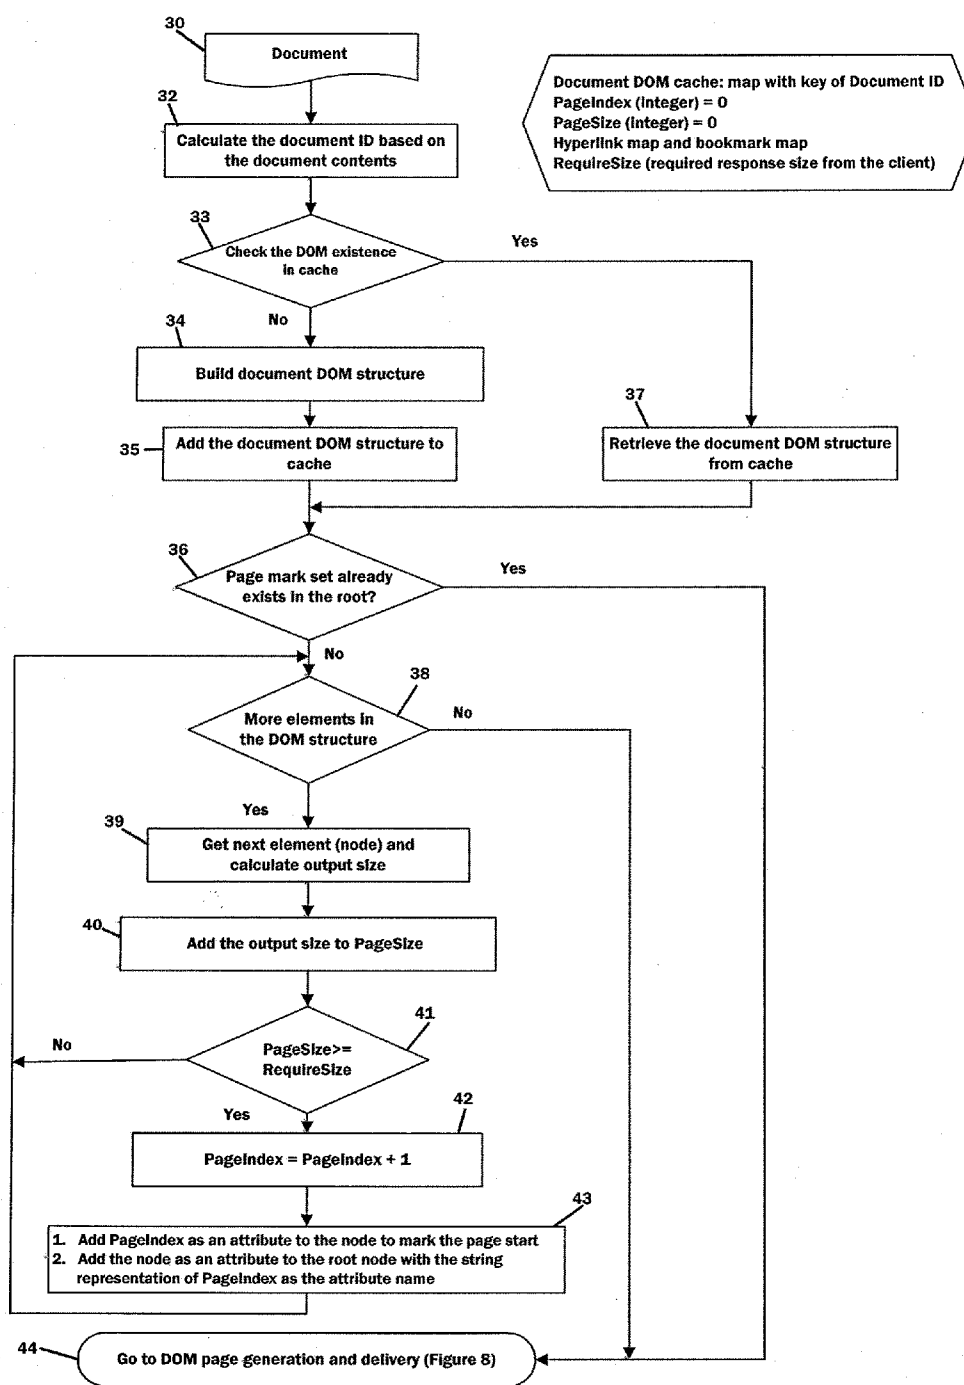 30
Document
Document DOM cache: map with key of Document ID
PageIndex (Integer) = 0
PageSize (Integer) = 0
Hyperlink map and bookmark map
RequireSize (required response size from the client)
32
Calculate the document ID based on
the document contents
33
Check the DOM existence
in cache
Yes
No
34
Build document DOM structure
35
Add the document DOM structure to
cache
37
Retrieve the document DOM structure
from cache
36
Page mark set already
exists in the root?
Yes
No
38
More elements in
the DOM structure
No
Yes
39
Get next element (node) and
calculate output size
40
Add the output size to PageSize
41
PageSize>=
RequireSize
No
Yes
42
PageIndex = PageIndex + 1
43
1. Add PageIndex as an attribute to the node to mark the page start
2. Add the node as an attribute to the root node with the string
representation of PageIndex as the attribute name
44
Go to DOM page generation and delivery (Figure 8)